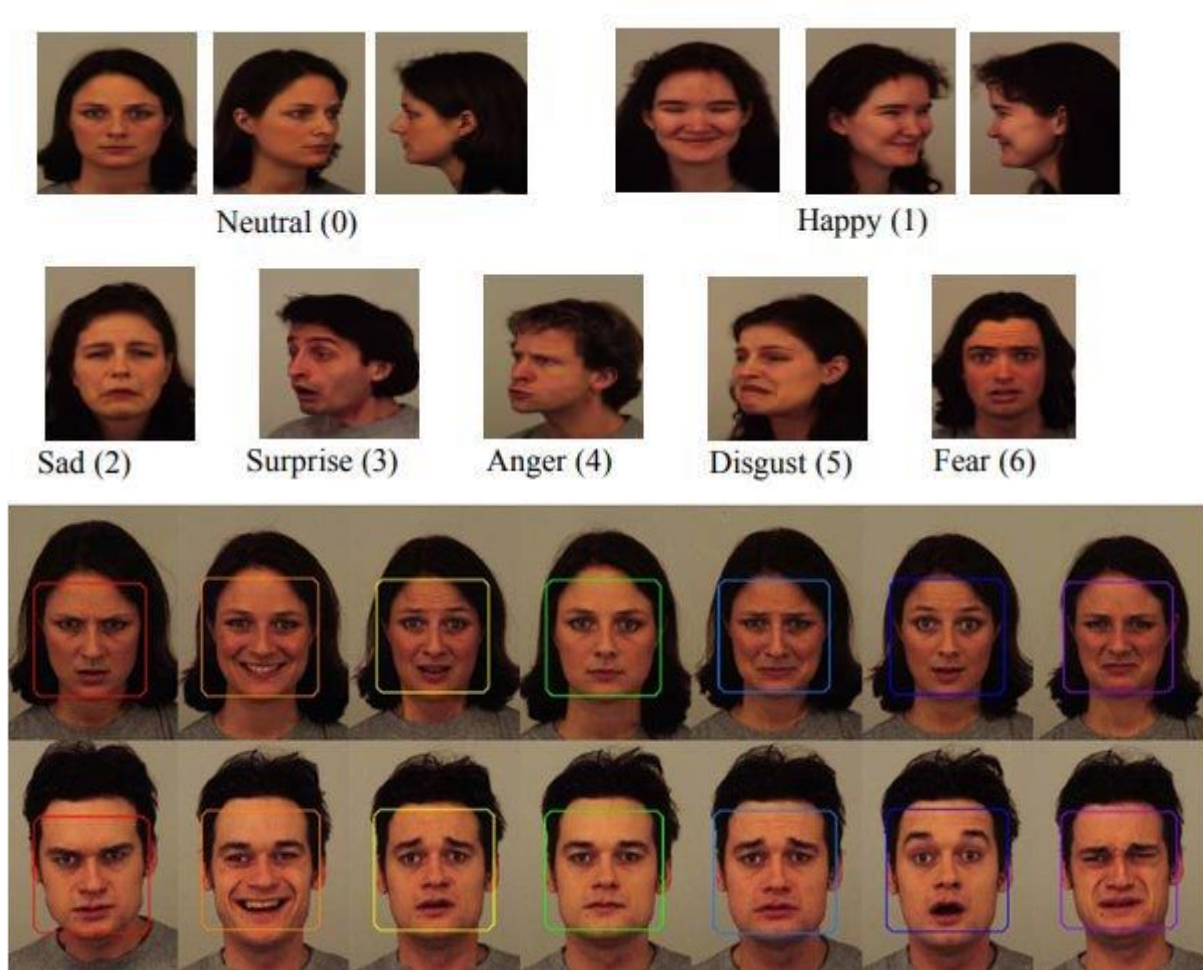 Neutral (0)
Happy (1)
Sad (2)
Surprise (3)
Anger (4)
Disgust (5)
Fear (6)